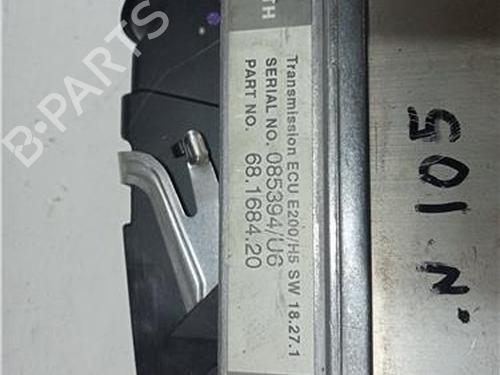 TH
Transmission ECU E200/H5 SW 18.27.1
SERIAL NO. 085394/U6
PART NO. 68.1684.20
N 105
B-PARTS